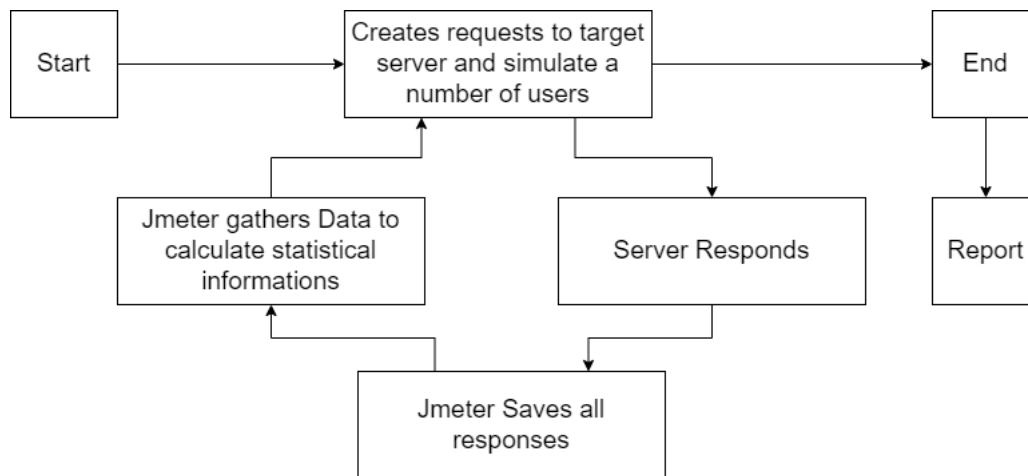 Start
Creates requests to target
server and simulate a
number of users
End
Jmeter gathers Data to
calculate statistical
informations
Server Responds
Report
Jmeter Saves all
responses